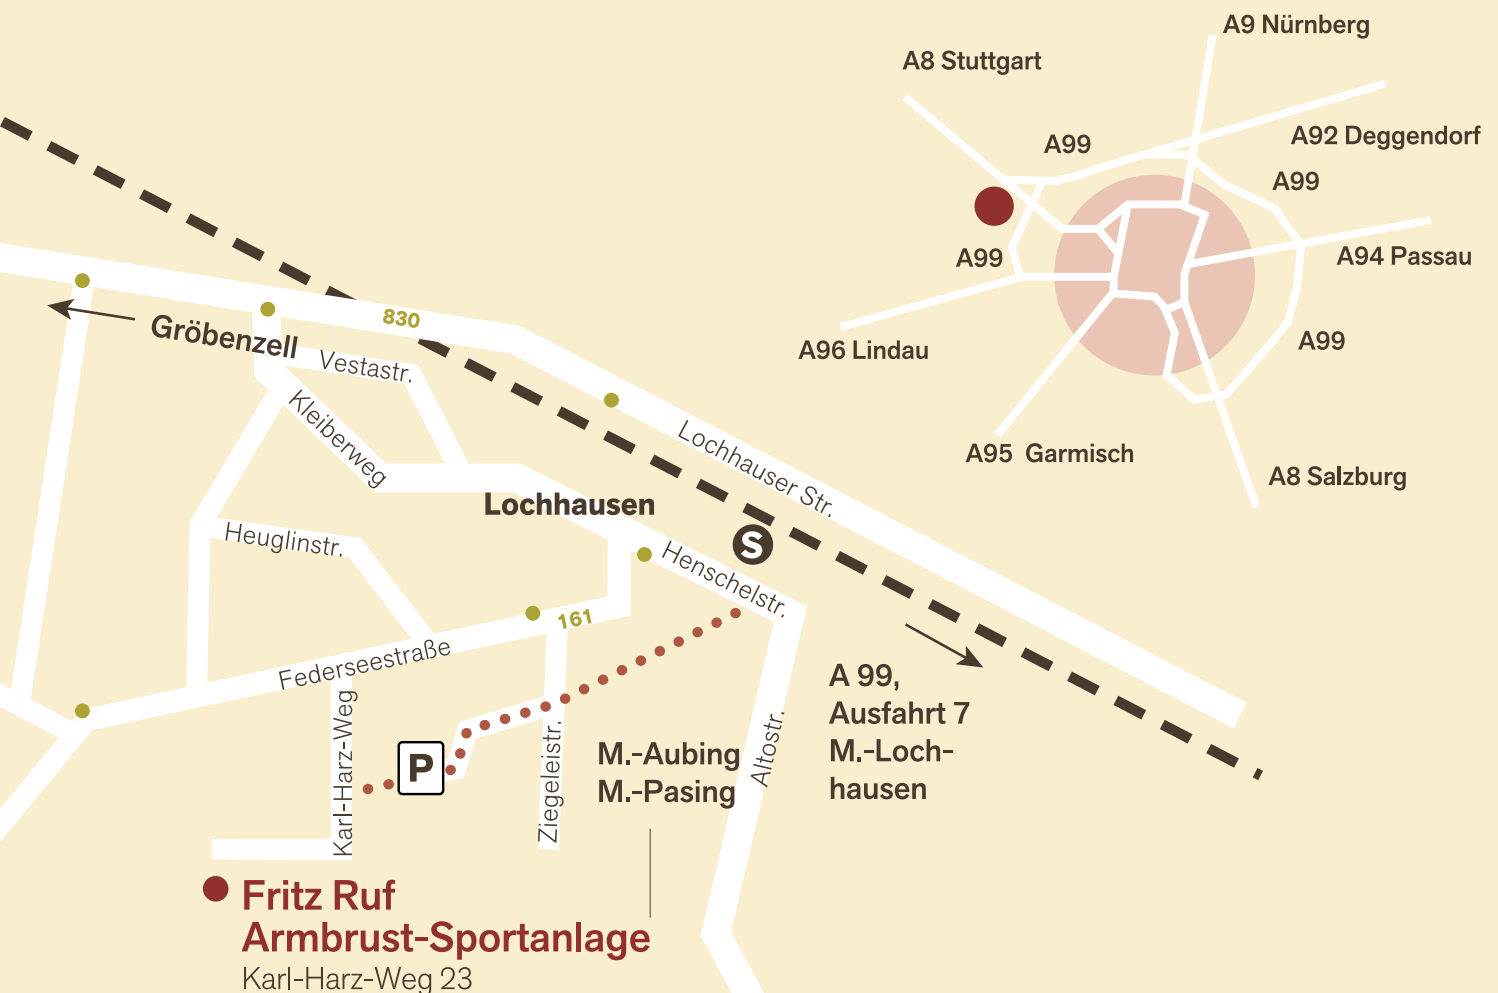 A9 Nürnberg
A8 Stuttgart
A99
A92 Deggendorf
A99
A99
A94 Passau
A99
A96 Lindau
A95 Garmisch
A8 Salzburg
830
Gröbenzell
Vestastr.
Kleiberweg
Lochhauser Str.
Lochhausen
S
Henschelstr.
Heuglinstr.
161
Federseestraße
A 99,
Ausfahrt 7
M.-Loch-
hausen
Karl-Harz-Weg
P
Ziegeleistr.
M.-Aubing
M.-Pasing
Altostr.
Fritz Ruf
Armbrust-Sportanlage
Karl-Harz-Weg 23